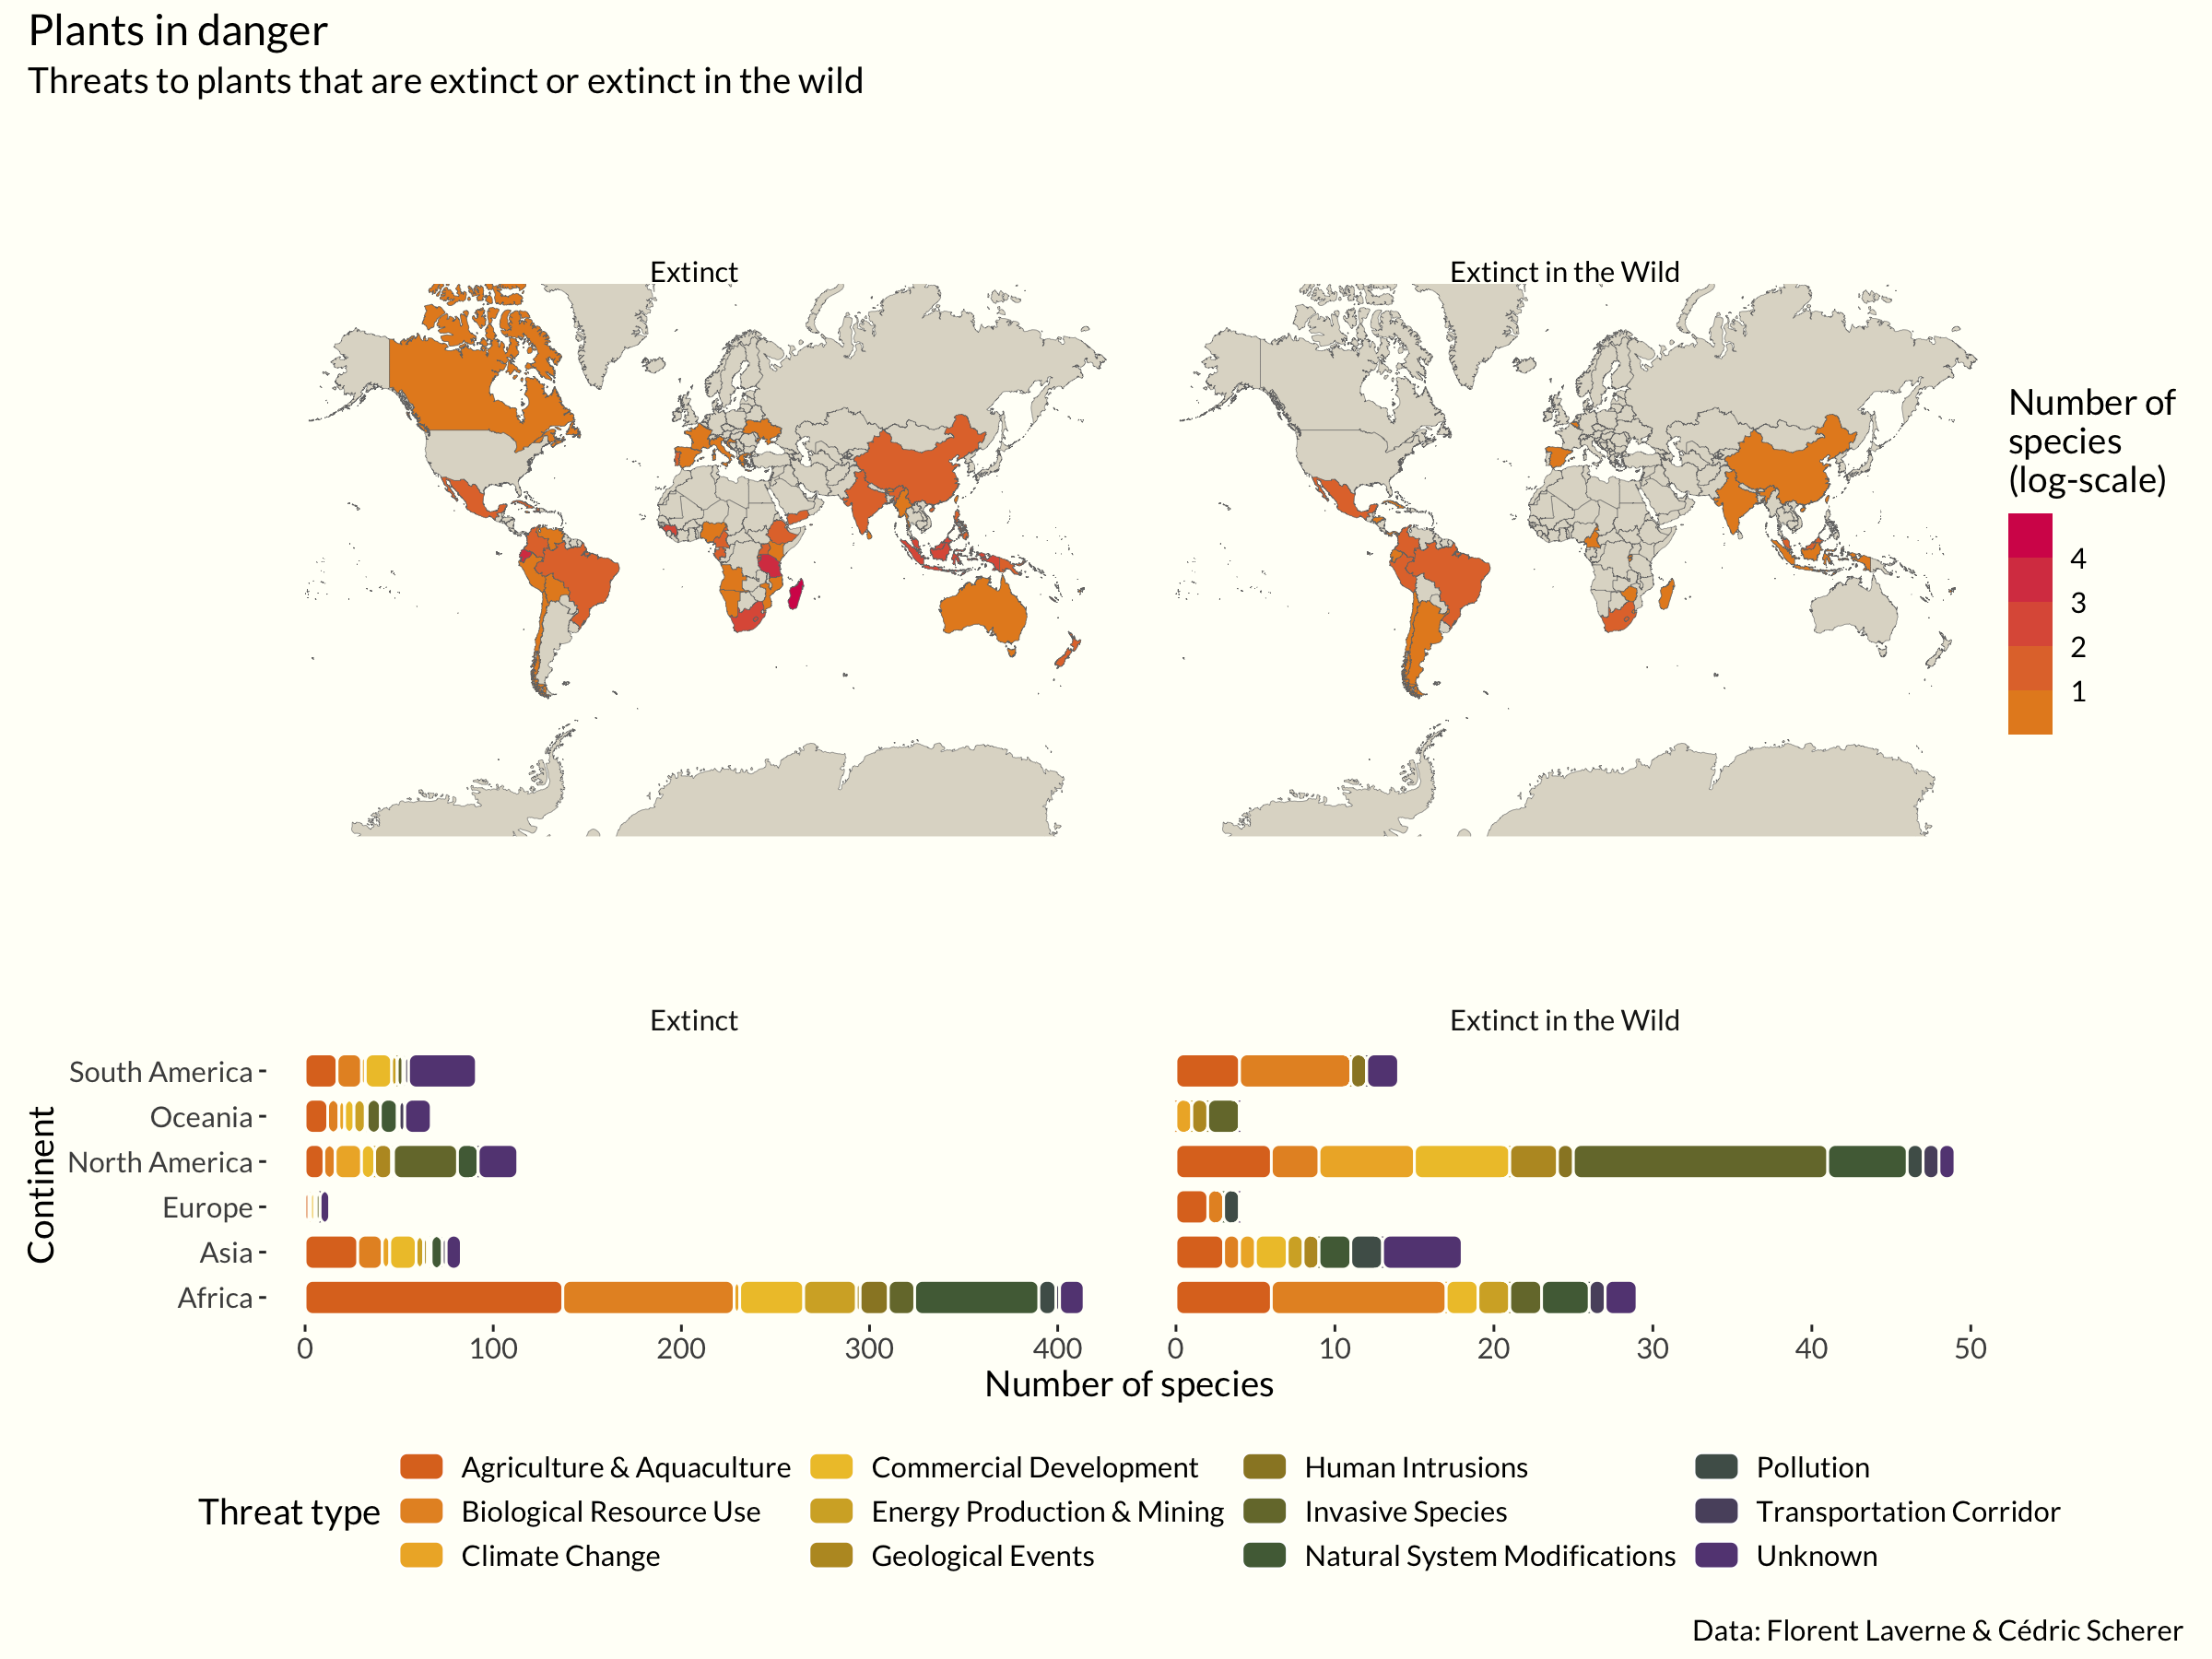 Plants in danger
Threats to plants that are extinct or extinct in the wild
Extinct
Extinct in the Wild
Number of
species
(log-scale)
4
3
2
1
Extinct
Extinct in the Wild
Continent
South America
Oceania
North America
Europe
Asia
Africa
0 100 200 300 400
0 10 20 30 40 50
Number of species
Threat type
Agriculture & Aquaculture
Biological Resource Use
Climate Change
Commercial Development
Energy Production & Mining
Geological Events
Human Intrusions
Invasive Species
Natural System Modifications
Pollution
Transportation Corridor
Unknown
Data: Florent Laverne & Cédric Scherer